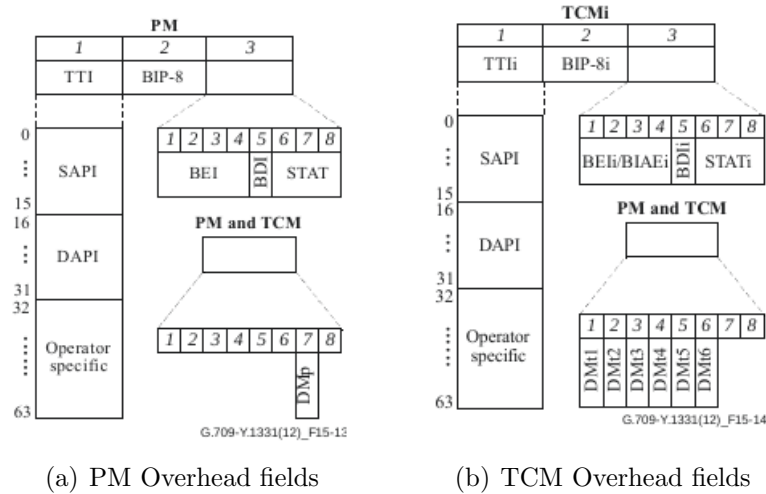 PM
1 2 3
TTI BIP-8
0
⋮
15
SAPI
1 2 3 4 5 6 7 8
BEI BDI STAT
16
⋮
31
DAPI
PM and TCM
32
⋮
63
Operator
specific
1 2 3 4 5 6 7 8
DMp
G.709-Y.1331(12)_F15-13
(a) PM Overhead fields
TCMi
1 2 3
TTIi BIP-8i
0
⋮
15
SAPI
1 2 3 4 5 6 7 8
BEIi/BIAEi BDIi STATi
16
⋮
31
DAPI
PM and TCM
32
⋮
63
Operator
specific
1 2 3 4 5 6 7 8
DMt1 DMt2 DMt3 DMt4 DMt5 DMt6
G.709-Y.1331(12)_F15-14
(b) TCM Overhead fields